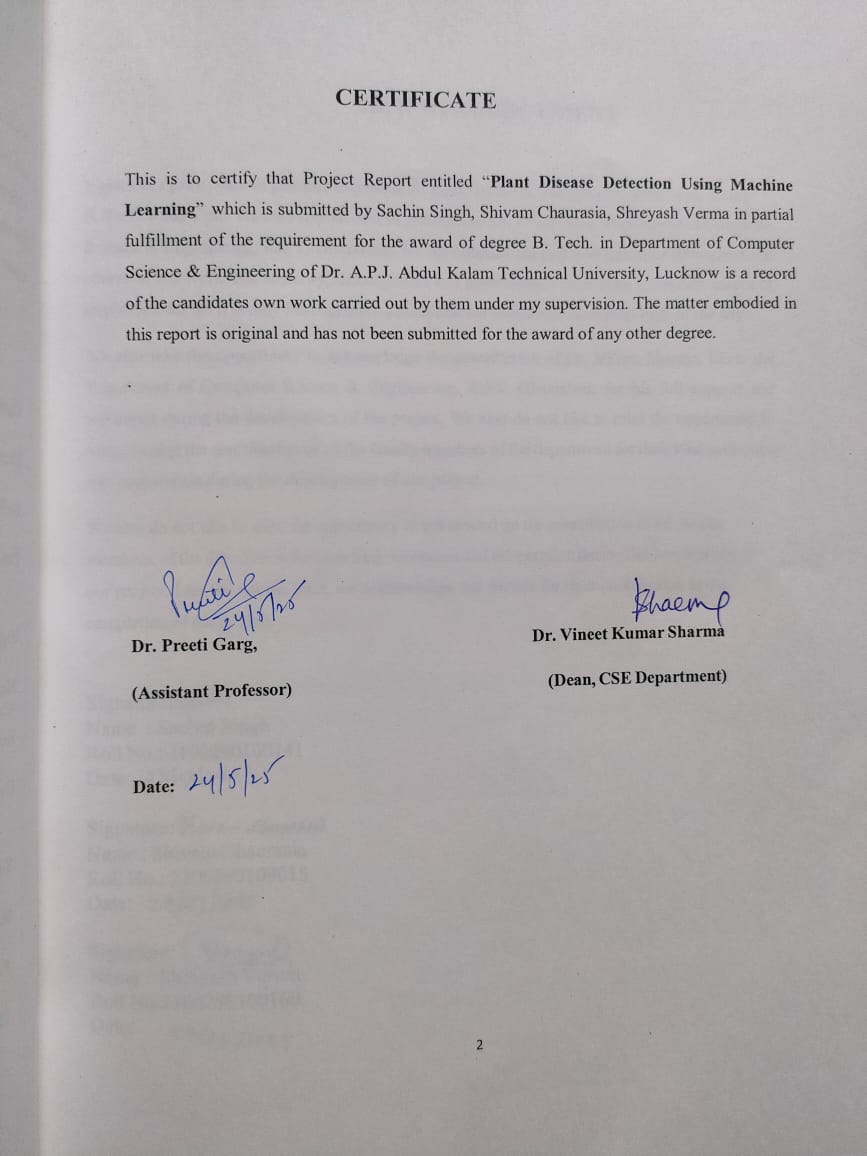 CERTIFICATE
This is to certify that Project Report entitled “Plant Disease Detection Using Machine
Learning” which is submitted by Sachin Singh, Shivam Chaurasia, Shreyash Verma in partial
fulfillment of the requirement for the award of degree B. Tech. in Department of Computer
Science & Engineering of Dr. A.P.J. Abdul Kalam Technical University, Lucknow is a record
of the candidates own work carried out by them under my supervision. The matter embodied in
this report is original and has not been submitted for the award of any other degree.
24/5/25
Dr. Preeti Garg,
Dr. Vineet Kumar Sharma
(Assistant Professor)
(Dean, CSE Department)
Date: 24/5/25
2